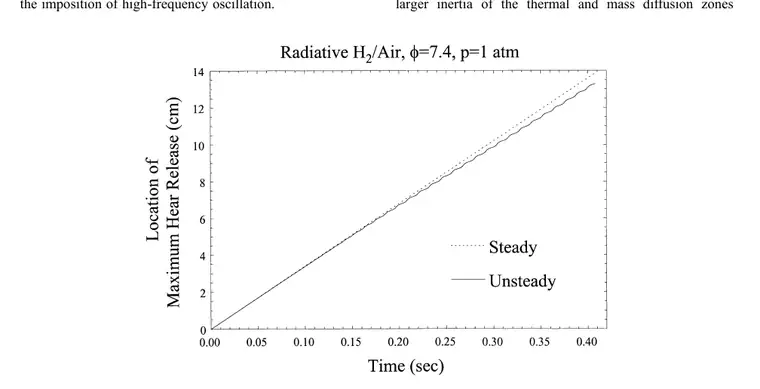 the imposition of high-frequency oscillation.
larger inertia of the thermal and mass diffusion zones
Radiative H₂/Air, ϕ=7.4, p=1 atm
Location of
Maximum Hear Release (cm)
14
12
10
8
6
4
2
0
Steady
Unsteady
0.00 0.05 0.10 0.15 0.20 0.25 0.30 0.35 0.40
Time (sec)